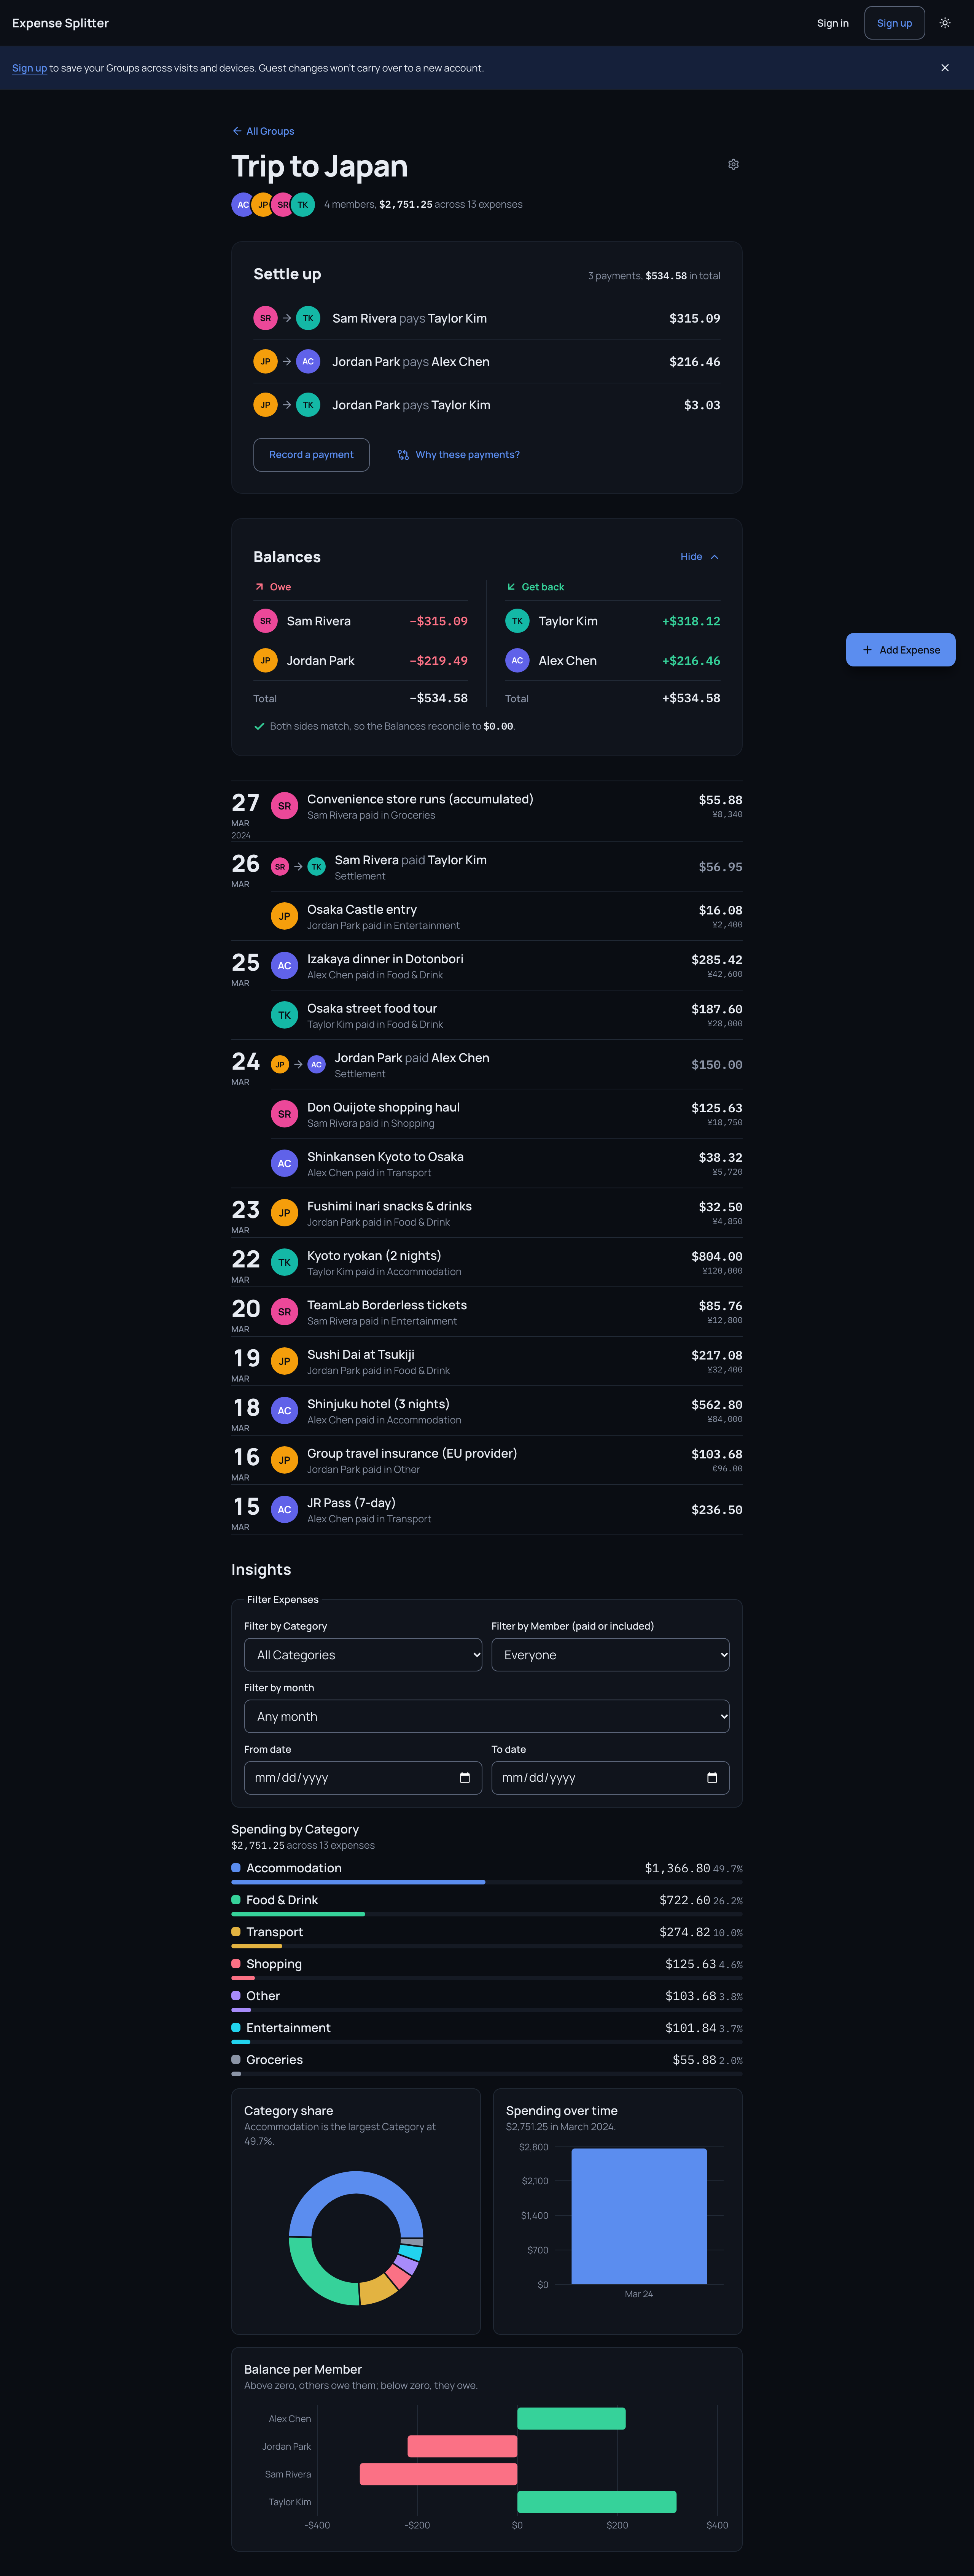 Expense Splitter
Sign in
Sign up
Sign up to save your Groups across visits and devices. Guest changes won't carry over to a new account.
All Groups
Trip to Japan
AC JP SR TK 4 members, $2,751.25 across 13 expenses
Settle up
3 payments, $534.58 in total
SR TK Sam Rivera pays Taylor Kim $315.09
JP AC Jordan Park pays Alex Chen $216.46
JP TK Jordan Park pays Taylor Kim $3.03
Record a payment
Why these payments?
Balances
Hide
Owe
SR Sam Rivera −$315.09
JP Jordan Park −$219.49
Total −$534.58
Get back
TK Taylor Kim +$318.12
AC Alex Chen +$216.46
Total +$534.58
Both sides match, so the Balances reconcile to $0.00.
Add Expense
27 MAR 2024
SR Convenience store runs (accumulated) $55.88
Sam Rivera paid in Groceries ¥8,340
26 MAR
SR TK Sam Rivera paid Taylor Kim $56.95
Settlement
JP Osaka Castle entry $16.08
Jordan Park paid in Entertainment ¥2,400
25 MAR
AC Izakaya dinner in Dotonbori $285.42
Alex Chen paid in Food & Drink ¥42,600
TK Osaka street food tour $187.60
Taylor Kim paid in Food & Drink ¥28,000
24 MAR
JP AC Jordan Park paid Alex Chen $150.00
Settlement
SR Don Quijote shopping haul $125.63
Sam Rivera paid in Shopping ¥18,750
AC Shinkansen Kyoto to Osaka $38.32
Alex Chen paid in Transport ¥5,720
23 MAR
JP Fushimi Inari snacks & drinks $32.50
Jordan Park paid in Food & Drink ¥4,850
22 MAR
TK Kyoto ryokan (2 nights) $804.00
Taylor Kim paid in Accommodation ¥120,000
20 MAR
SR TeamLab Borderless tickets $85.76
Sam Rivera paid in Entertainment ¥12,800
19 MAR
JP Sushi Dai at Tsukiji $217.08
Jordan Park paid in Food & Drink ¥32,400
18 MAR
AC Shinjuku hotel (3 nights) $562.80
Alex Chen paid in Accommodation ¥84,000
16 MAR
JP Group travel insurance (EU provider) $103.68
Jordan Park paid in Other €96.00
15 MAR
AC JR Pass (7-day) $236.50
Alex Chen paid in Transport
Insights
Filter Expenses
Filter by Category
All Categories
Filter by Member (paid or included)
Everyone
Filter by month
Any month
From date
mm/dd/yyyy
To date
mm/dd/yyyy
Spending by Category
$2,751.25 across 13 expenses
Accommodation $1,366.80 49.7%
Food & Drink $722.60 26.2%
Transport $274.82 10.0%
Shopping $125.63 4.6%
Other $103.68 3.8%
Entertainment $101.84 3.7%
Groceries $55.88 2.0%
Category share
Accommodation is the largest Category at
49.7%.
Spending over time
$2,751.25 in March 2024.
$2,800
$2,100
$1,400
$700
$0
Mar 24
Balance per Member
Above zero, others owe them; below zero, they owe.
Alex Chen
Jordan Park
Sam Rivera
Taylor Kim
-$400 -$200 $0 $200 $400